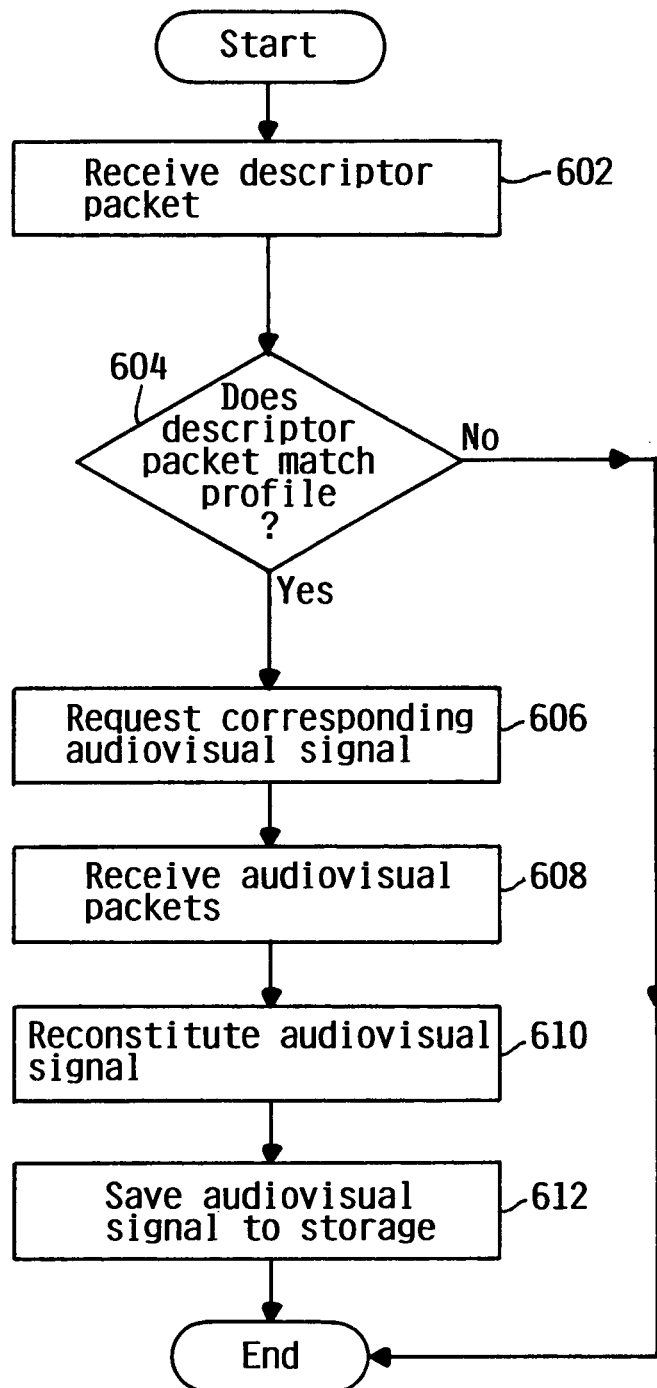 Start
Receive descriptor
packet
602
604
Does
descriptor
packet match
profile
?
No
Yes
Request corresponding
audiovisual signal
606
Receive audiovisual
packets
608
Reconstitute audiovisual
signal
610
Save audiovisual
signal to storage
612
End